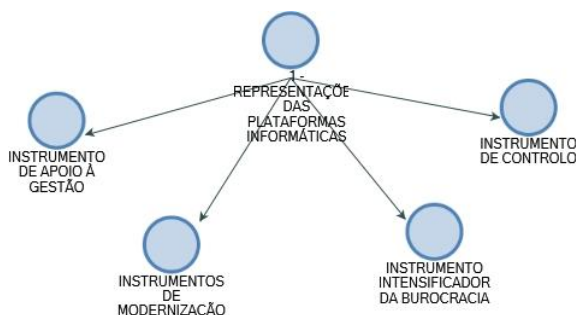 1 -
REPRESENTAÇÕE
DAS
PLATAFORMAS
INFORMÁTICAS
INSTRUMENTO
DE APOIO À
GESTÃO
INSTRUMENTO
DE CONTROLO
INSTRUMENTOS
DE
MODERNIZAÇÃO
INSTRUMENTO
INTENSIFICADOR
DA BUROCRACIA